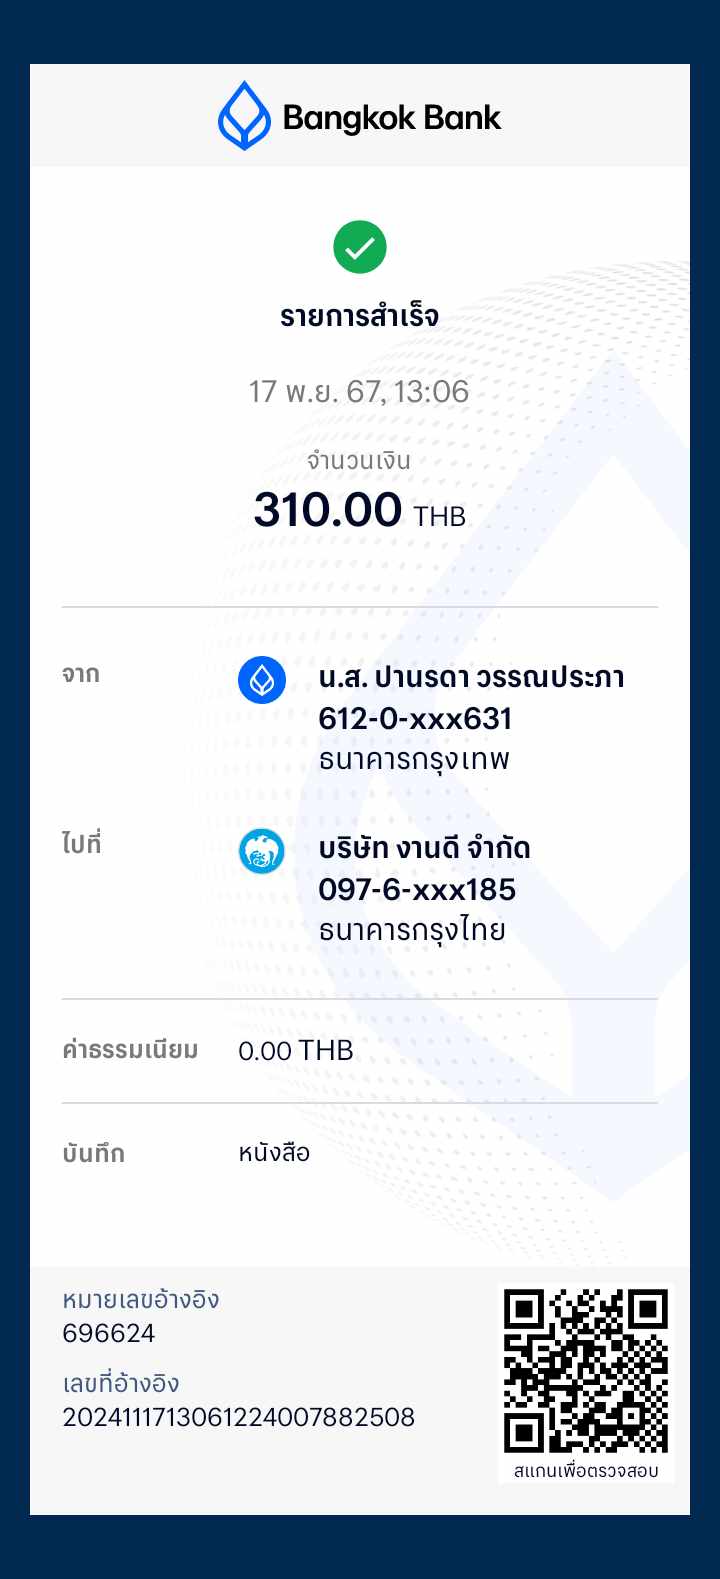 Bangkok Bank
รายการสำเร็จ
17 พ.ย. 67, 13:06
จำนวนเงิน
310.00 THB
จาก
น.ส. ปานรดา วรรณประภา
612-0-xxx631
ธนาคารกรุงเทพ
ไปที่
บริษัท งานดี จำกัด
097-6-xxx185
ธนาคารกรุงไทย
ค่าธรรมเนียม 0.00 THB
บันทึก หนังสือ
หมายเลขอ้างอิง
696624
เลขที่อ้างอิง
2024111713061224007882508
สแกนเพื่อตรวจสอบ